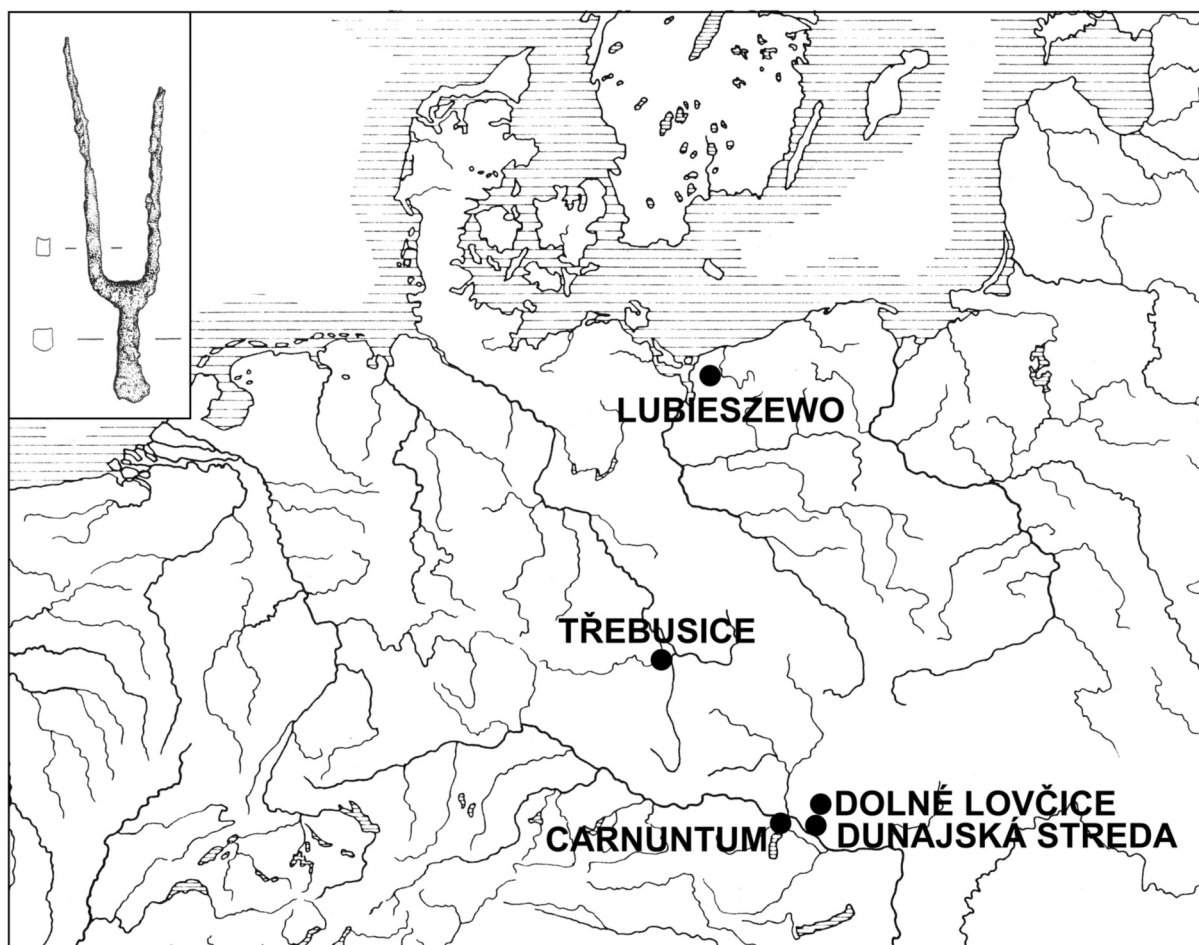 LUBIESZEWO
TŘEBUSICE
DOLNÉ LOVČICE
CARNUNTUM
DUNAJSKÁ STREDA